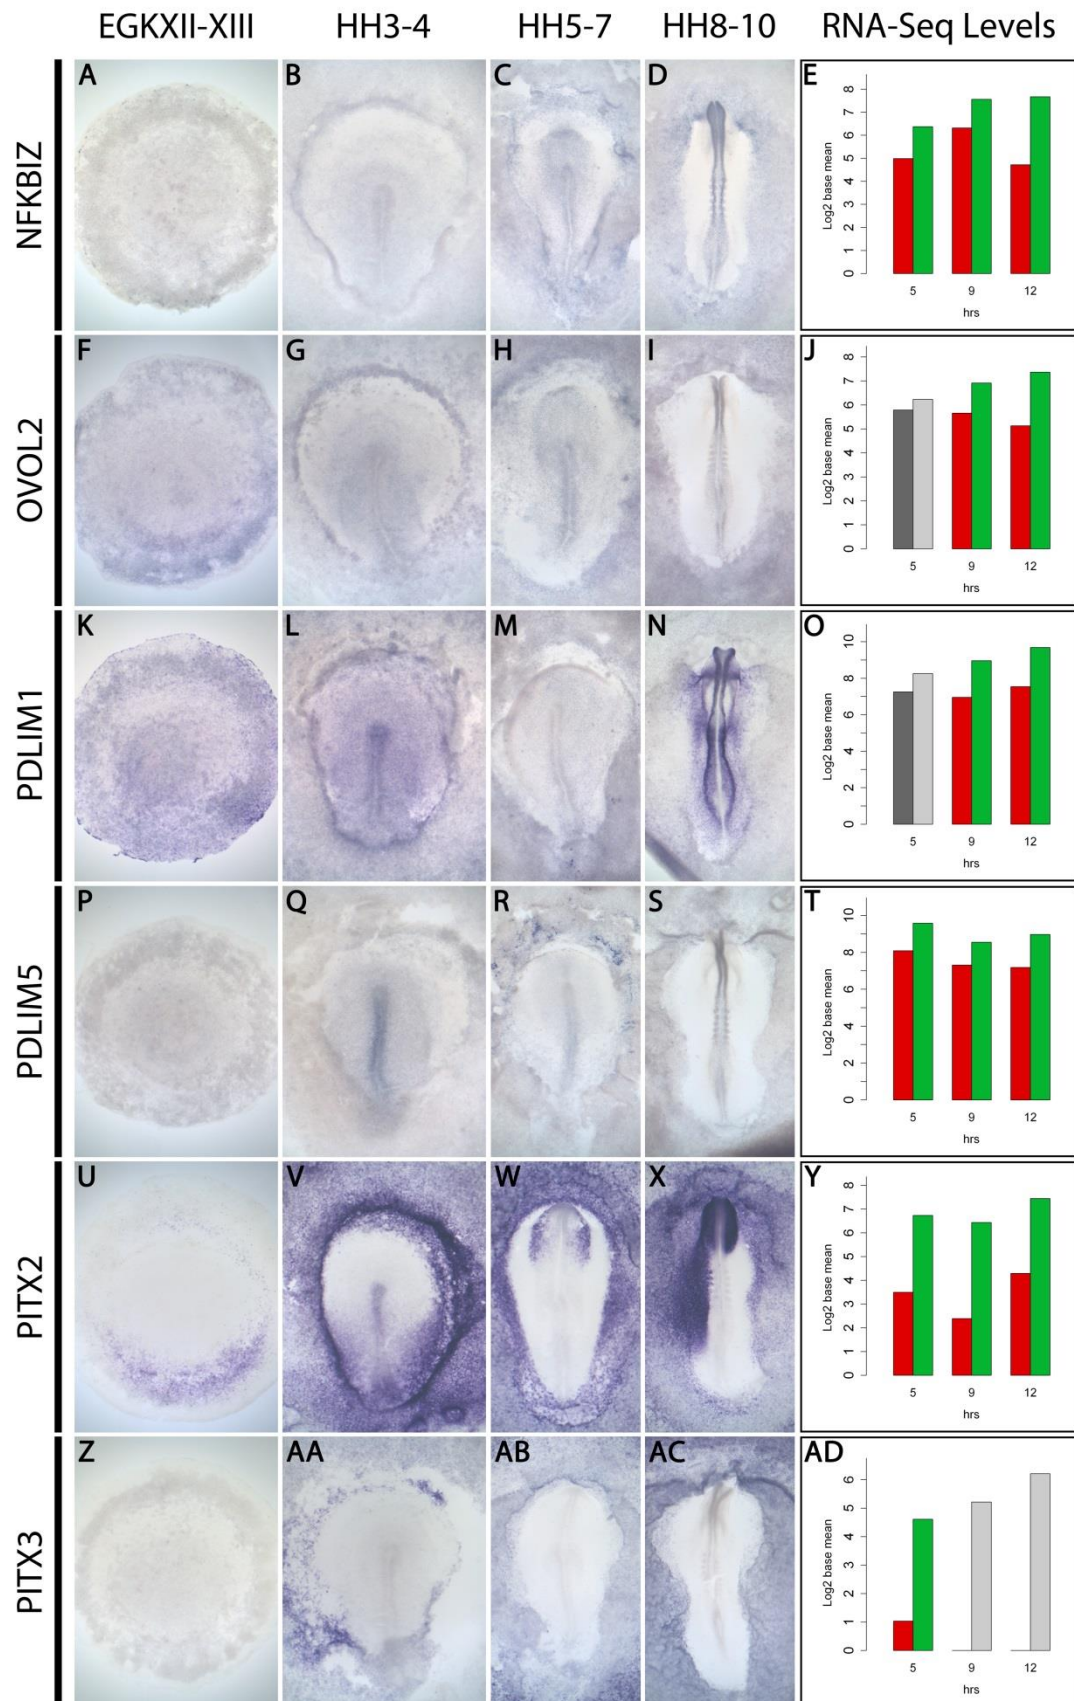 EGKXII-XIII HH3-4 HH5-7 HH8-10 RNA-Seq Levels
NFKBIZ
A B C D E
Log2 base mean
8
7
6
5
4
3
2
1
0
5 9 12
hrs
OVOL2
F G H I J
Log2 base mean
8
7
6
5
4
3
2
1
0
5 9 12
hrs
PDLIM1
K L M N O
Log2 base mean
10
8
6
4
2
0
5 9 12
hrs
PDLIM5
P Q R S T
Log2 base mean
10
8
6
4
2
0
5 9 12
hrs
PITX2
U V W X Y
Log2 base mean
8
7
6
5
4
3
2
1
0
5 9 12
hrs
PITX3
Z AA AB AC AD
Log2 base mean
6
5
4
3
2
1
0
5 9 12
hrs